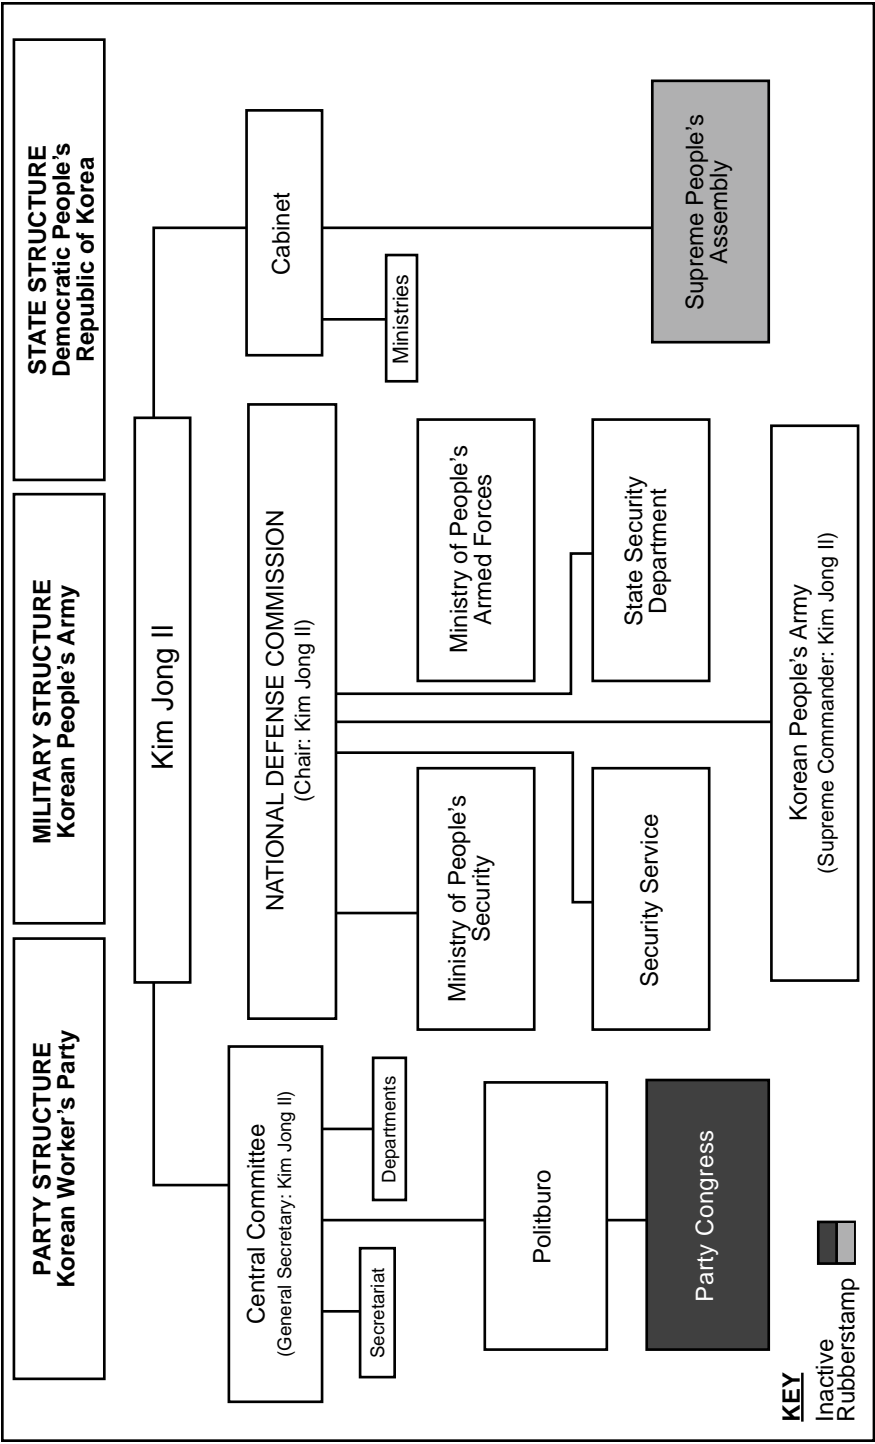 PARTY STRUCTURE
Korean Worker's Party
MILITARY STRUCTURE
Korean People's Army
STATE STRUCTURE
Democratic People's
Republic of Korea
Kim Jong Il
Central Committee
(General Secretary: Kim Jong Il)
Secretariat
Departments
Politburo
Party Congress
NATIONAL DEFENSE COMMISSION
(Chair: Kim Jong Il)
Ministry of People's
Security
Ministry of People's
Armed Forces
Security Service
State Security
Department
Korean People's Army
(Supreme Commander: Kim Jong Il)
Cabinet
Ministries
Supreme People's
Assembly
KEY
Inactive
Rubberstamp